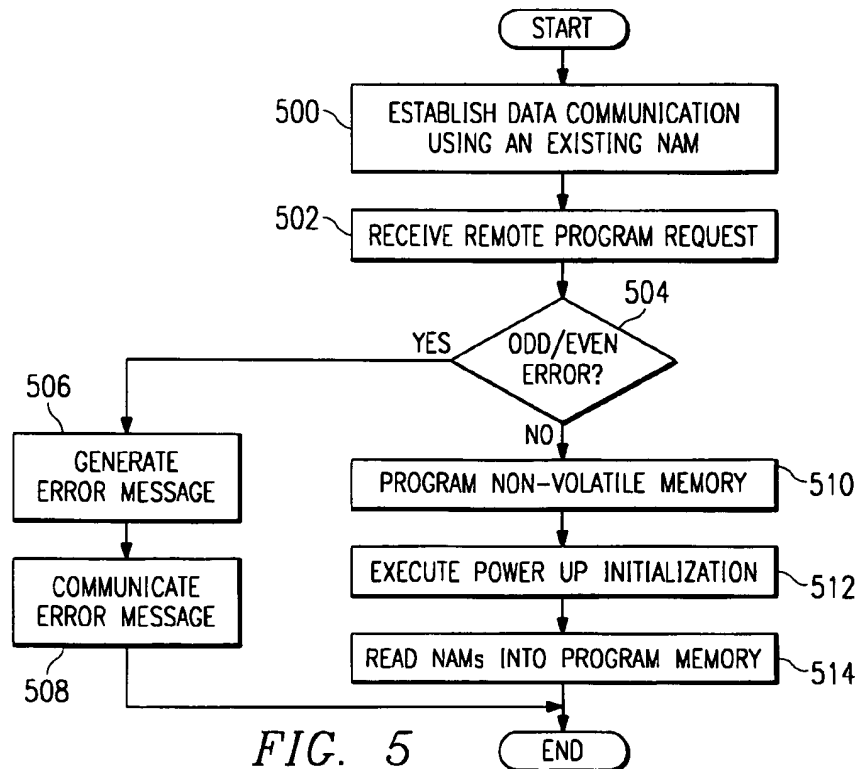 START
500
ESTABLISH DATA COMMUNICATION
USING AN EXISTING NAM
502
RECEIVE REMOTE PROGRAM REQUEST
504
YES
ODD/EVEN
ERROR?
506
NO
GENERATE
ERROR MESSAGE
PROGRAM NON-VOLATILE MEMORY
510
COMMUNICATE
ERROR MESSAGE
EXECUTE POWER UP INITIALIZATION
512
508
READ NAMs INTO PROGRAM MEMORY
514
FIG. 5
END